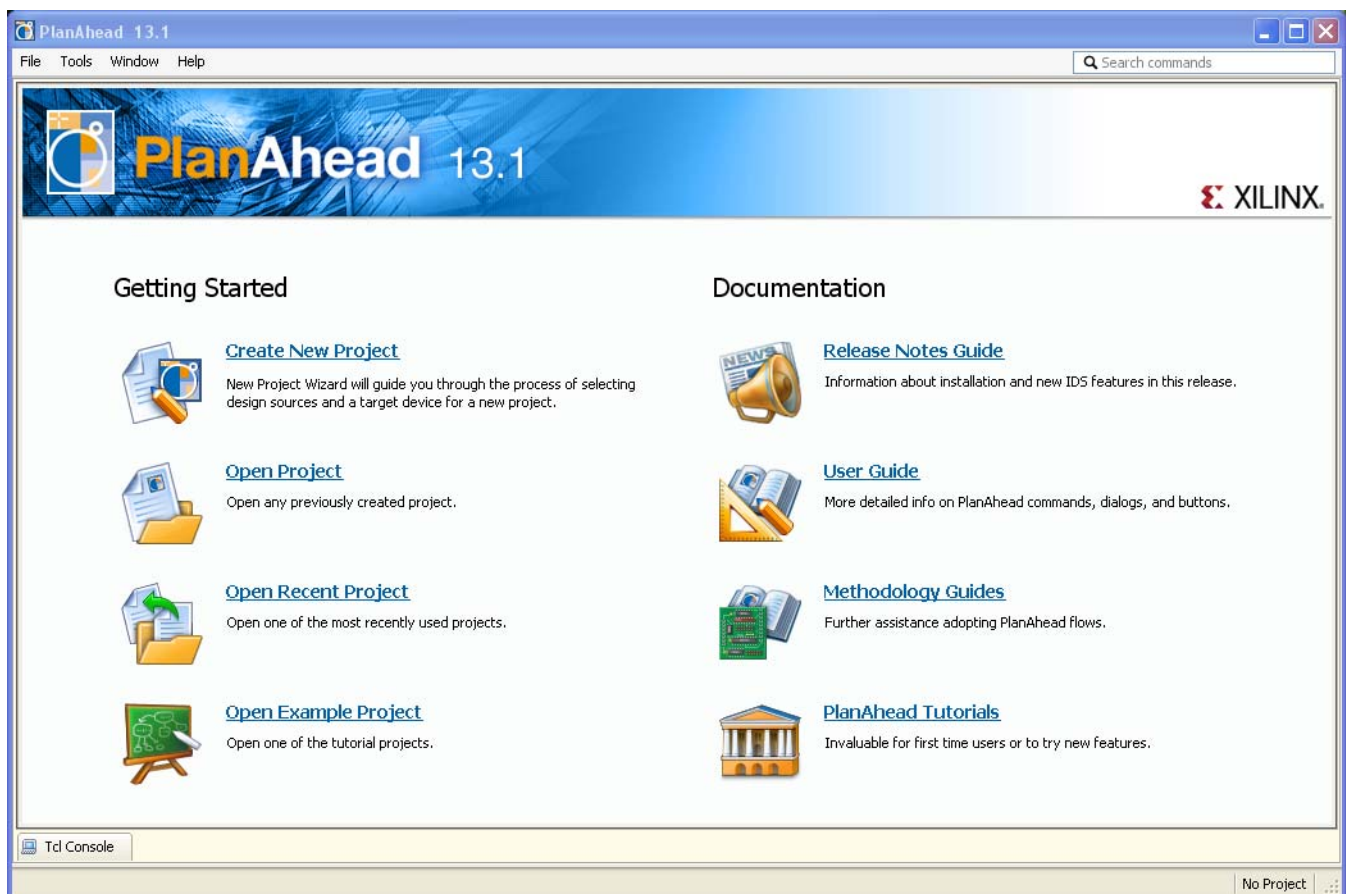 PlanAhead 13.1
File Tools Window Help
Search commands
PlanAhead 13.1
XILINX.
Getting Started
Create New Project
New Project Wizard will guide you through the process of selecting
design sources and a target device for a new project.
Open Project
Open any previously created project.
Open Recent Project
Open one of the most recently used projects.
Open Example Project
Open one of the tutorial projects.
Documentation
NEWS
Release Notes Guide
Information about installation and new IDS features in this release.
User Guide
More detailed info on PlanAhead commands, dialogs, and buttons.
Methodology Guides
Further assistance adopting PlanAhead flows.
PlanAhead Tutorials
Invaluable for first time users or to try new features.
Tcl Console
No Project